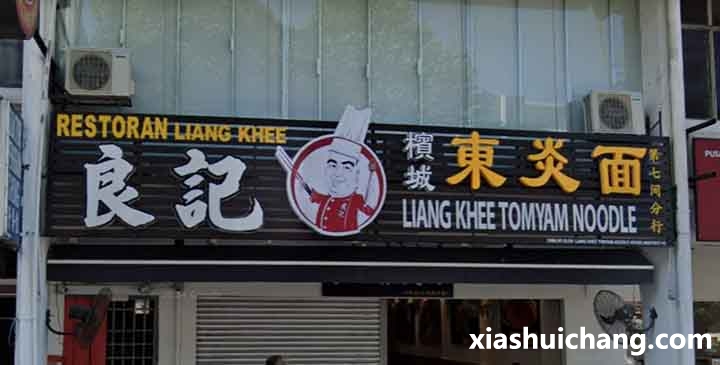 RESTORAN LIANG KHEE
良記
檳城
東炎面
第七間分行
LIANG KHEE TOMYAM NOODLE
xiashuichang.com